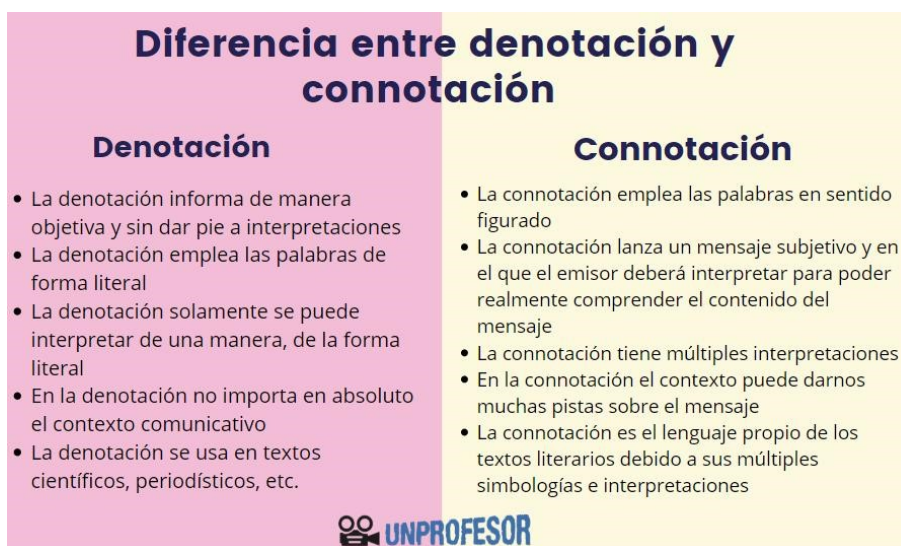 Diferencia entre denotación y
connotación
Denotación
• La denotación informa de manera
objetiva y sin dar pie a interpretaciones
• La denotación emplea las palabras de
forma literal
• La denotación solamente se puede
interpretar de una manera, de la forma
literal
• En la denotación no importa en absoluto
el contexto comunicativo
• La denotación se usa en textos
científicos, periodísticos, etc.
Connotación
• La connotación emplea las palabras en sentido
figurado
• La connotación lanza un mensaje subjetivo y en
el que el emisor deberá interpretar para poder
realmente comprender el contenido del
mensaje
• La connotación tiene múltiples interpretaciones
• En la connotación el contexto puede darnos
muchas pistas sobre el mensaje
• La connotación es el lenguaje propio de los
textos literarios debido a sus múltiples
simbologías e interpretaciones
UNPROFESOR